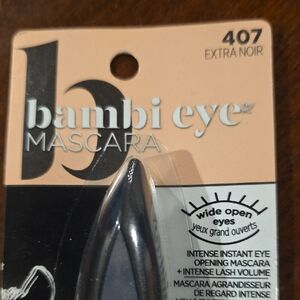 407
EXTRA NOIR
b
bambi eye
MASCARA
wide open
eyes
yeux grand ouverts
INTENSE INSTANT EYE
OPENING MASCARA
+ INTENSE LASH VOLUME
MASCARA AGRANDISSEUR
DE REGARD INTENSE